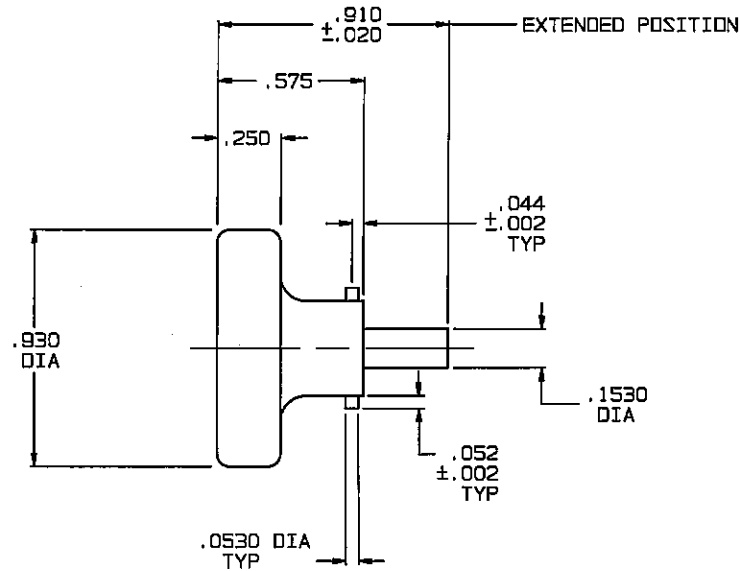 .910
±.020
EXTENDED POSITION
.575
.250
.044
±.002
TYP
.930
DIA
.1530
DIA
.052
±.002
TYP
.0530 DIA
TYP